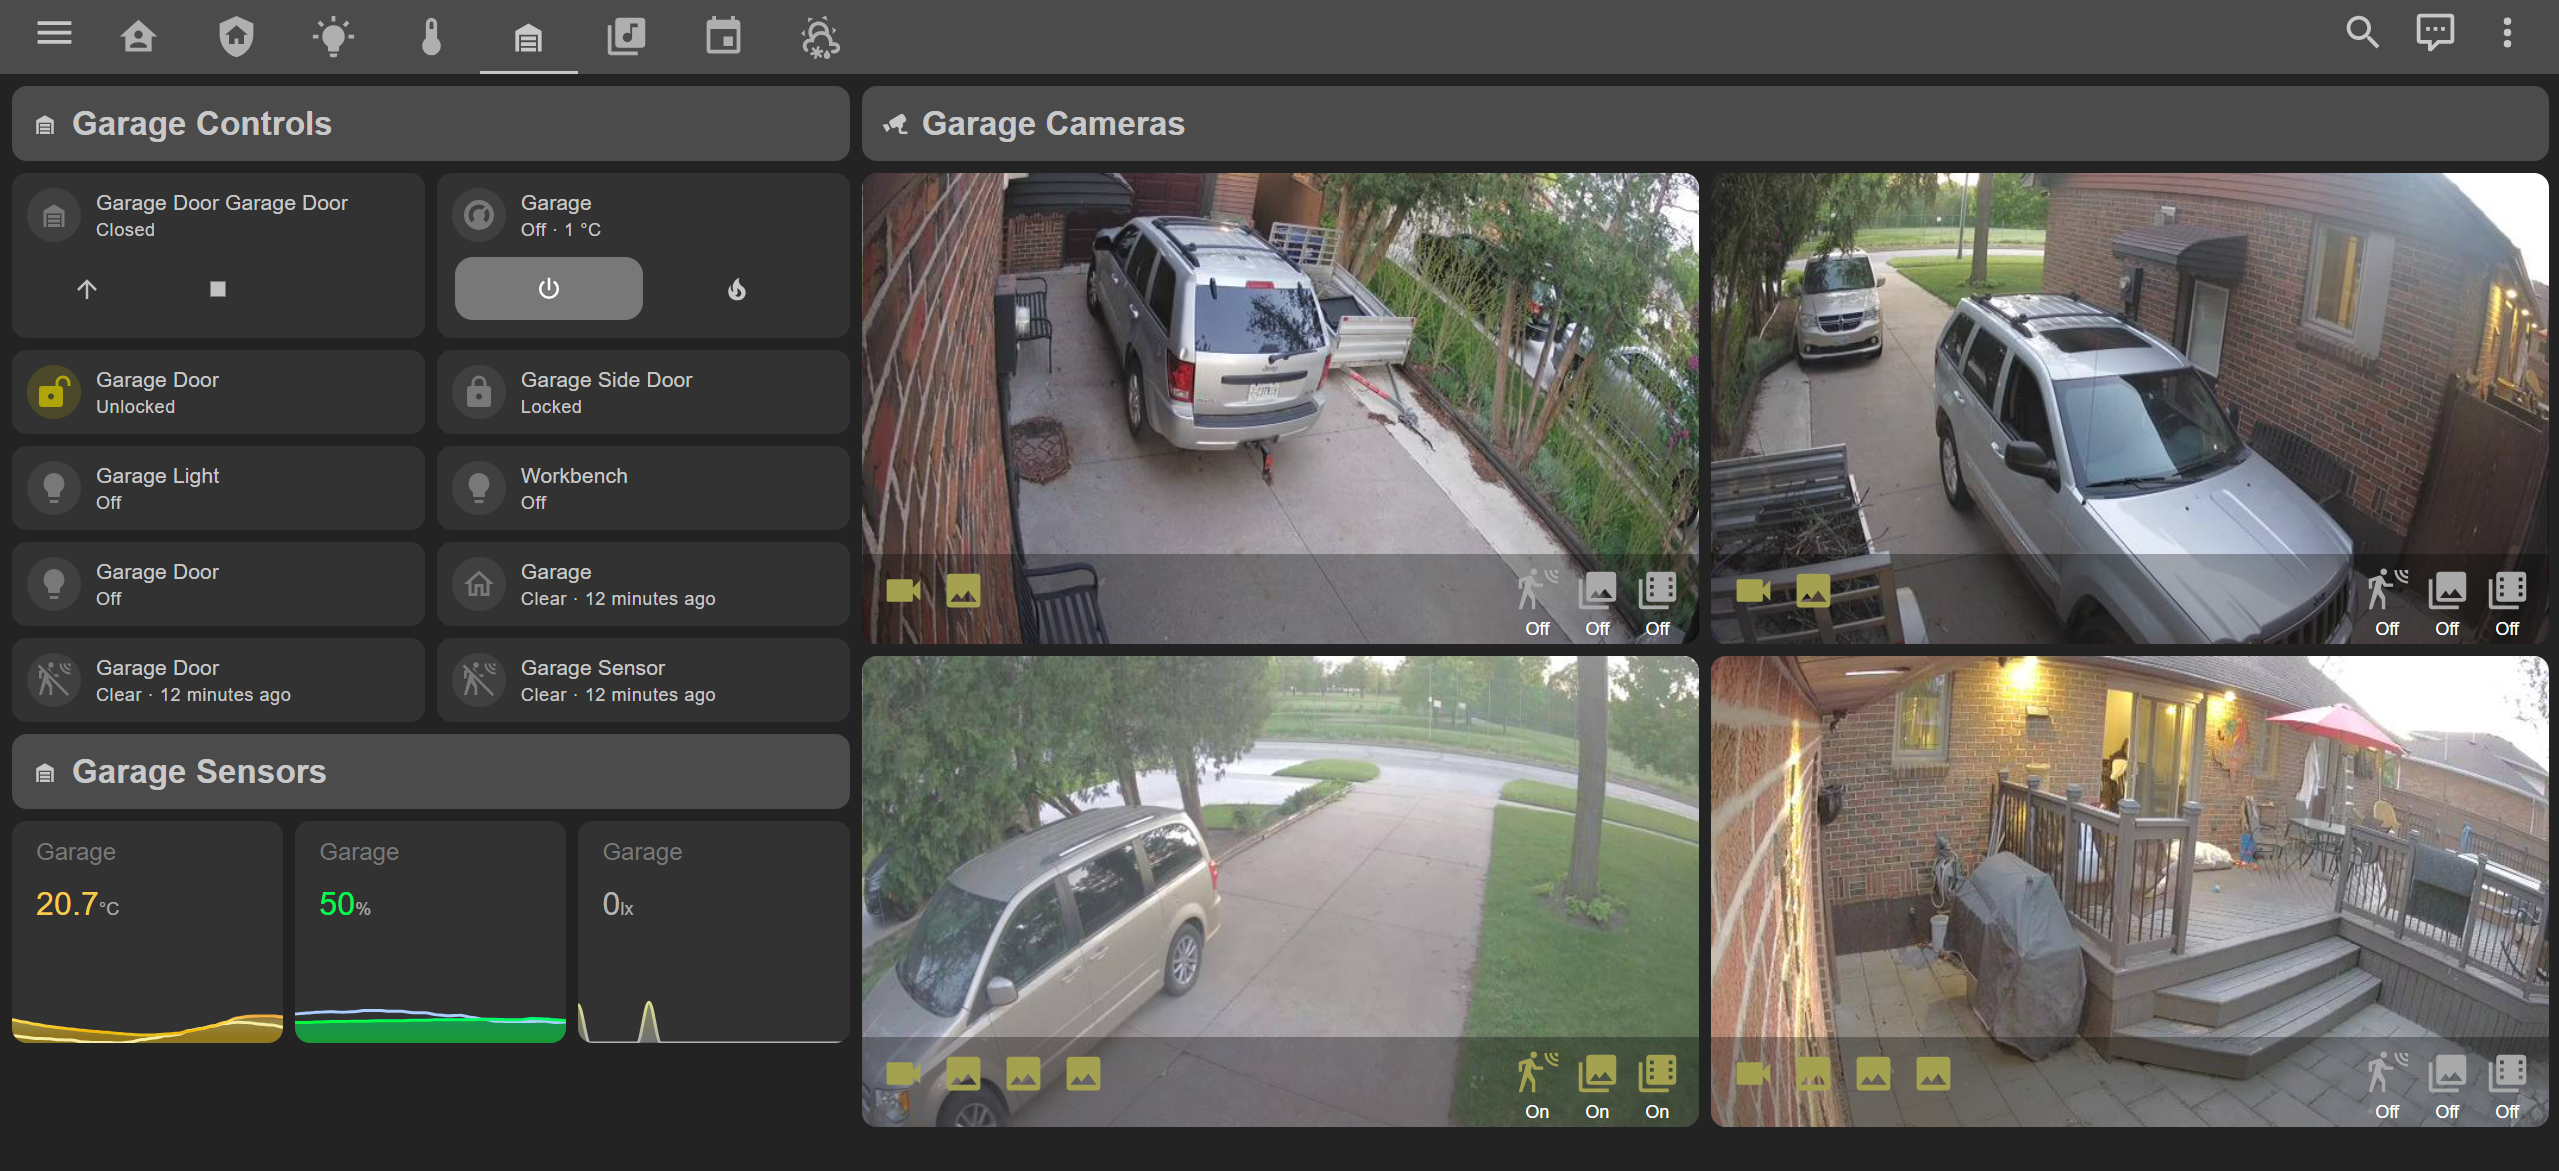 Garage Controls
Garage Door Garage Door
Closed
Garage
Off · 1 °C
Garage Door
Unlocked
Garage Side Door
Locked
Garage Light
Off
Workbench
Off
Garage Door
Off
Garage
Clear · 12 minutes ago
Garage Door
Clear · 12 minutes ago
Garage Sensor
Clear · 12 minutes ago
Garage Sensors
Garage
20.7°C
Garage
50%
Garage
0lx
Garage Cameras
Jeep
Off Off Off
Off Off Off
On On On
Off Off Off